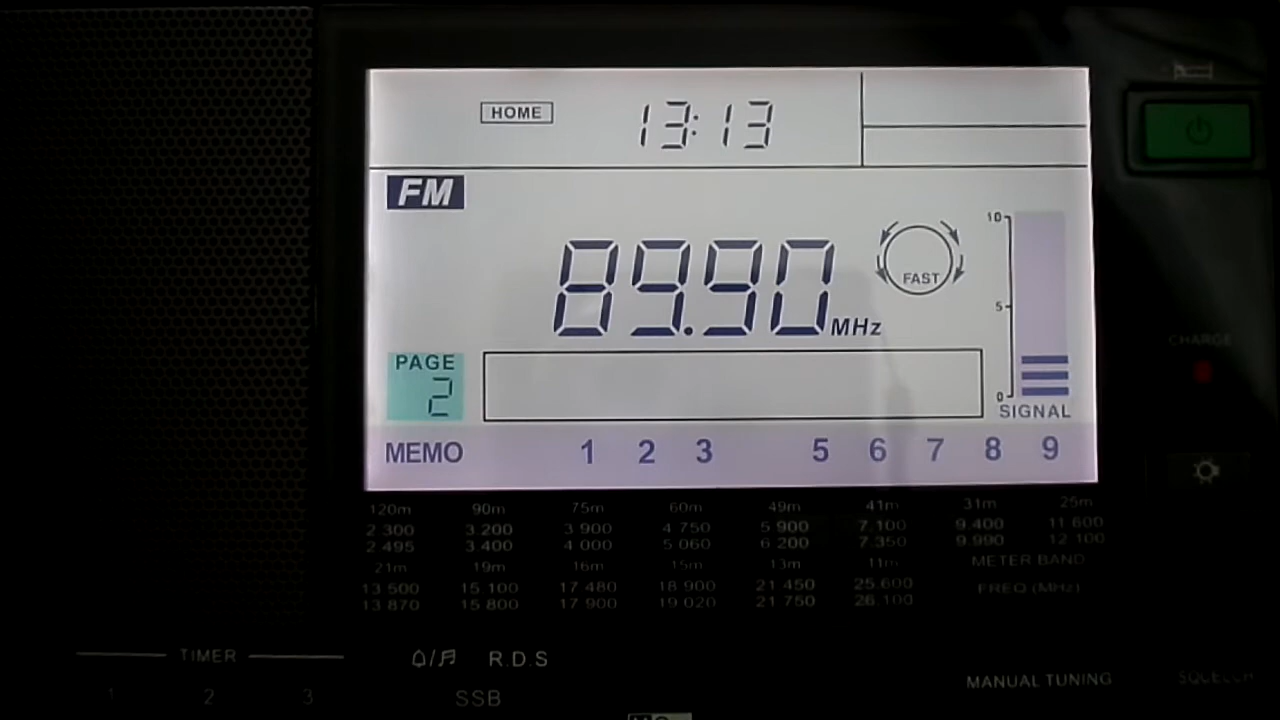 HOME 13:13
FM
10
89.90 MHz
FAST
5
PAGE
2
0
SIGNAL
MEMO 1 2 3 5 6 7 8 9
CHARGE
120m 90m 75m 60m 49m 41m 31m 25m
2 300 3 200 3 900 4 750 5 900 7.100 9.400 11 600
2 495 3.400 4 000 5 060 6 200 7.350 9.990 12 100
21m 19m 16m 15m 13m 11m METER BAND
13 500 15.100 17 480 18 900 21 450 25.600 FREQ (MHz)
13 870 15 800 17 900 19 020 21 750 26.100
TIMER R.D.S
1 2 3 SSB
MANUAL TUNING SQUELCH